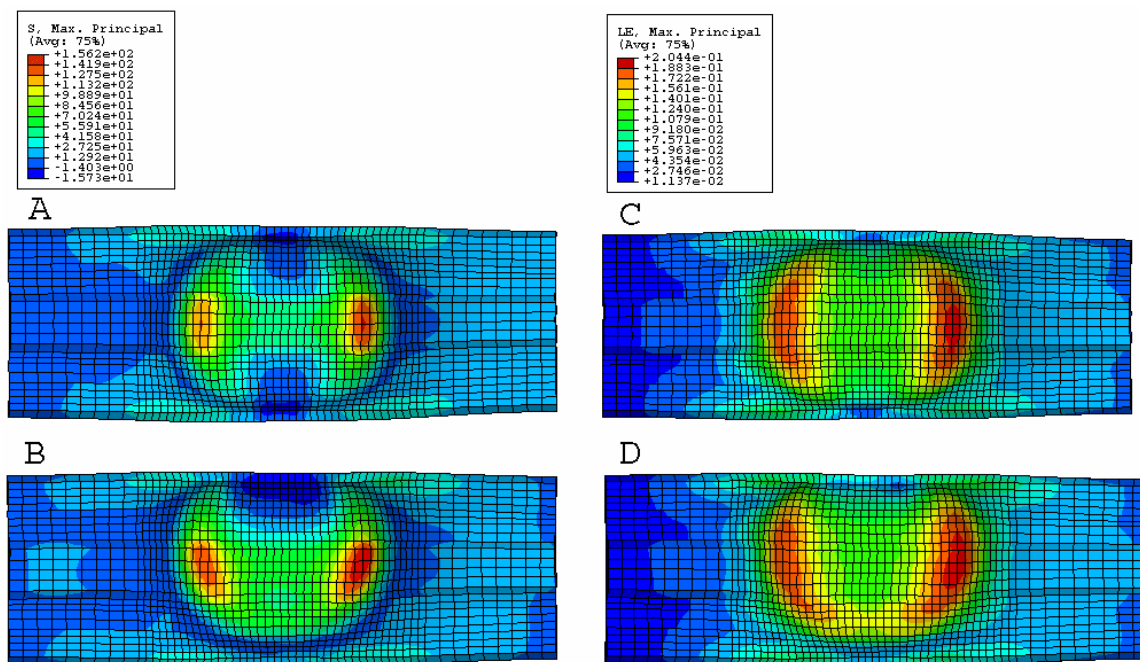 S, Max. Principal
(Avg: 75%)
+1.562e+02
+1.419e+02
+1.275e+02
+1.132e+02
+9.889e+01
+8.456e+01
+7.024e+01
+5.591e+01
+4.158e+01
+2.725e+01
+1.292e+01
-1.403e+00
-1.573e+01
LE, Max. Principal
(Avg: 75%)
+2.044e-01
+1.883e-01
+1.722e-01
+1.561e-01
+1.401e-01
+1.240e-01
+1.079e-01
+9.180e-02
+7.571e-02
+5.963e-02
+4.354e-02
+2.746e-02
+1.137e-02
A
C
B
D